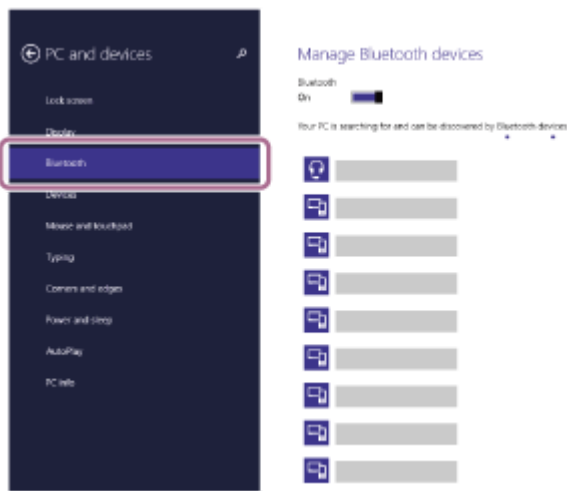 PC and devices
Lock screen
Display
Bluetooth
Devices
Mouse and touchpad
Typing
Corners and edges
Power and sleep
AutoPlay
PC info
Manage Bluetooth devices
Bluetooth
On
Your PC is searching for and can be discovered by Bluetooth devices